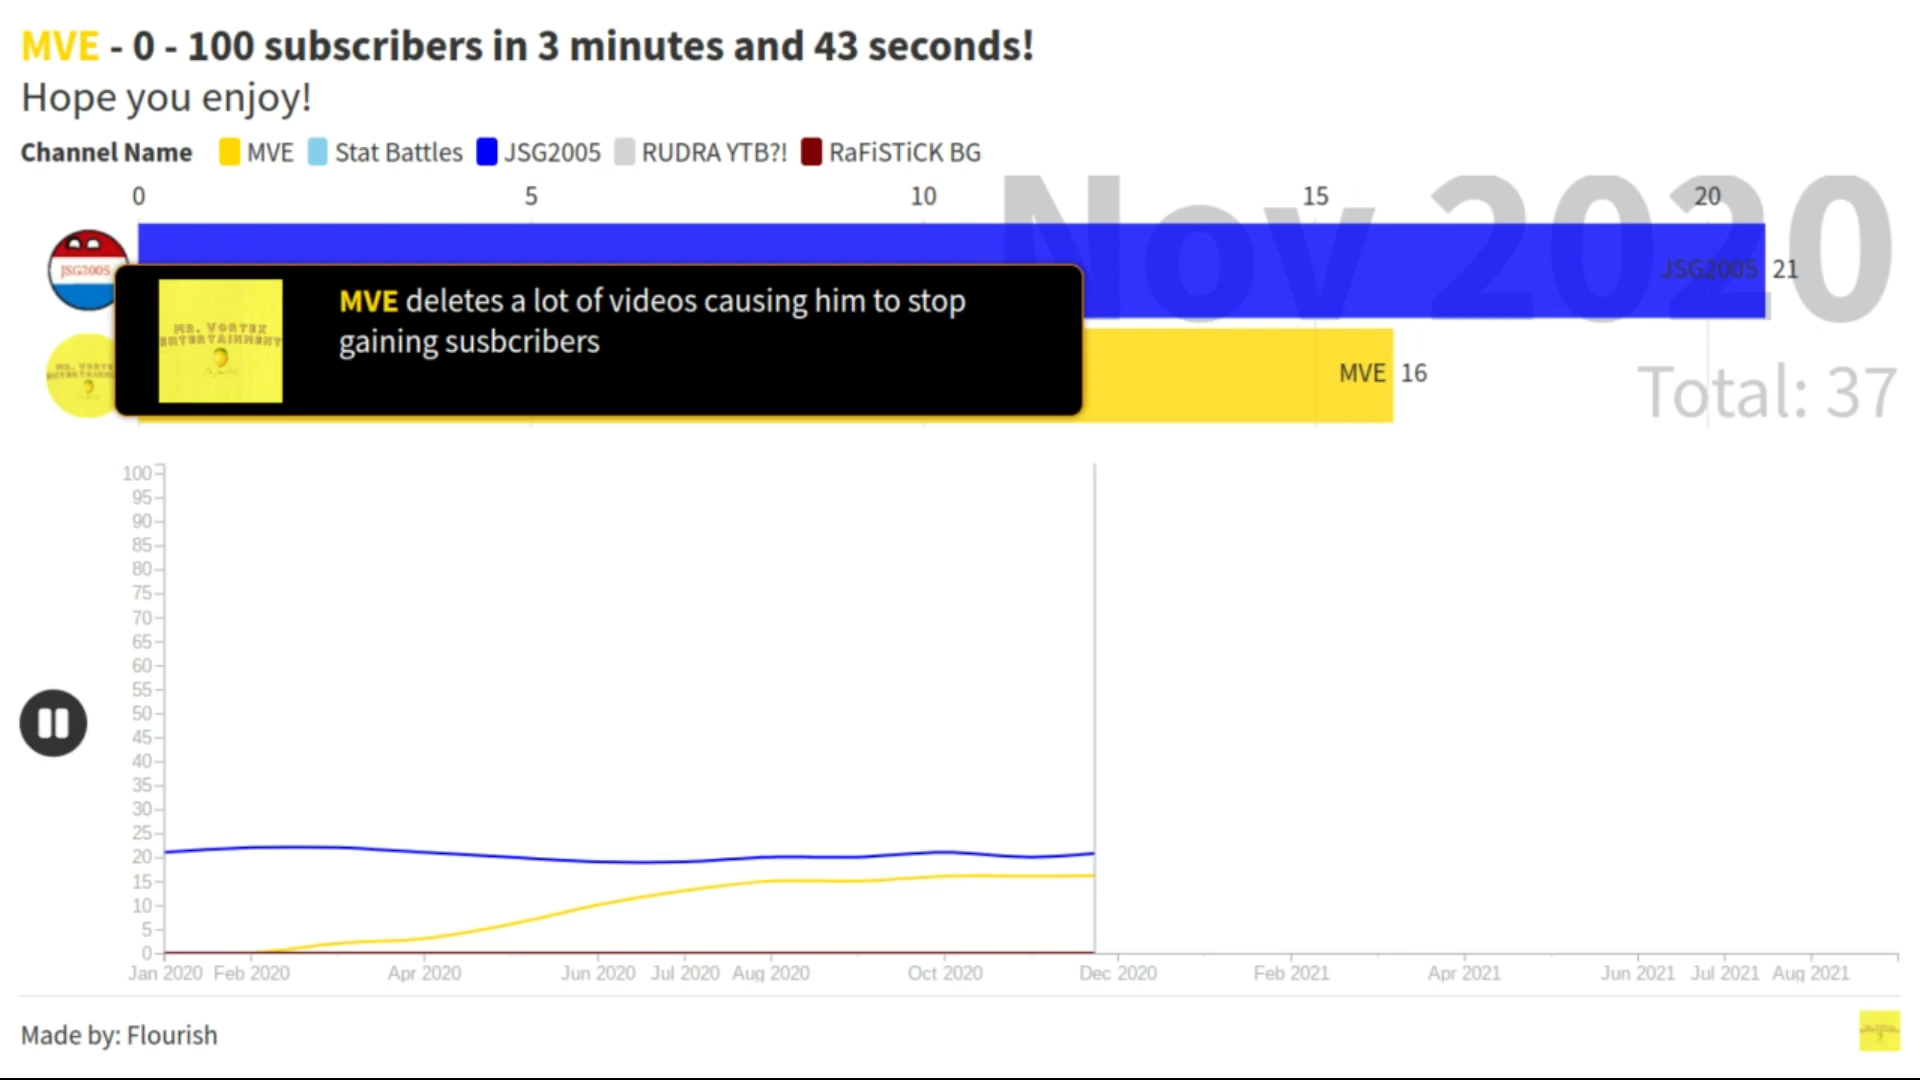 MVE - 0 - 100 subscribers in 3 minutes and 43 seconds!
Hope you enjoy!
Channel Name MVE Stat Battles JSG2005 RUDRA YTB?! RaFiSTiCK BG
0 5 10 15 20
Nov 2020
JSG2005
JSG2005 21
MVE deletes a lot of videos causing him to stop
gaining susbcribers
MR. VORTEX
ENTERTAINMENT
MVE 16
Total: 37
100
95
90
85
80
75
70
65
60
55
50
45
40
35
30
25
20
15
10
5
0
Jan 2020 Feb 2020 Apr 2020 Jun 2020 Jul 2020 Aug 2020 Oct 2020 Dec 2020 Feb 2021 Apr 2021 Jun 2021 Jul 2021 Aug 2021
Made by: Flourish